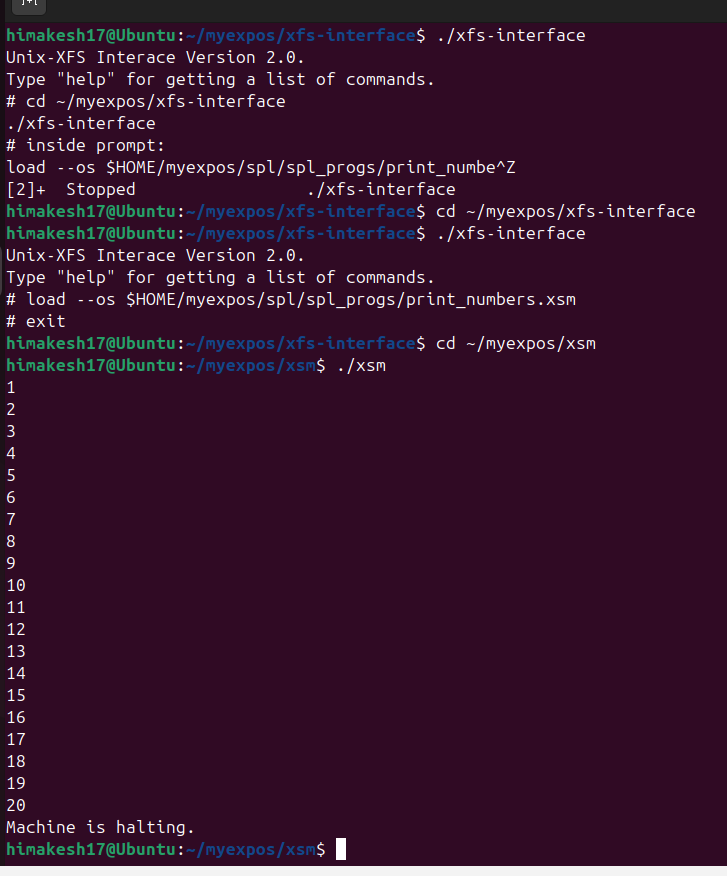 himakesh17@Ubuntu:~/myexpos/xfs-interface$ ./xfs-interface
Unix-XFS Interace Version 2.0.
Type "help" for getting a list of commands.
# cd ~/myexpos/xfs-interface
./xfs-interface
# inside prompt:
load --os $HOME/myexpos/spl/spl_progs/print_numbe^Z
[2]+  Stopped                 ./xfs-interface
himakesh17@Ubuntu:~/myexpos/xfs-interface$ cd ~/myexpos/xfs-interface
himakesh17@Ubuntu:~/myexpos/xfs-interface$ ./xfs-interface
Unix-XFS Interace Version 2.0.
Type "help" for getting a list of commands.
# load --os $HOME/myexpos/spl/spl_progs/print_numbers.xsm
# exit
himakesh17@Ubuntu:~/myexpos/xfs-interface$ cd ~/myexpos/xsm
himakesh17@Ubuntu:~/myexpos/xsm$ ./xsm
1
2
3
4
5
6
7
8
9
10
11
12
13
14
15
16
17
18
19
20
Machine is halting.
himakesh17@Ubuntu:~/myexpos/xsm$